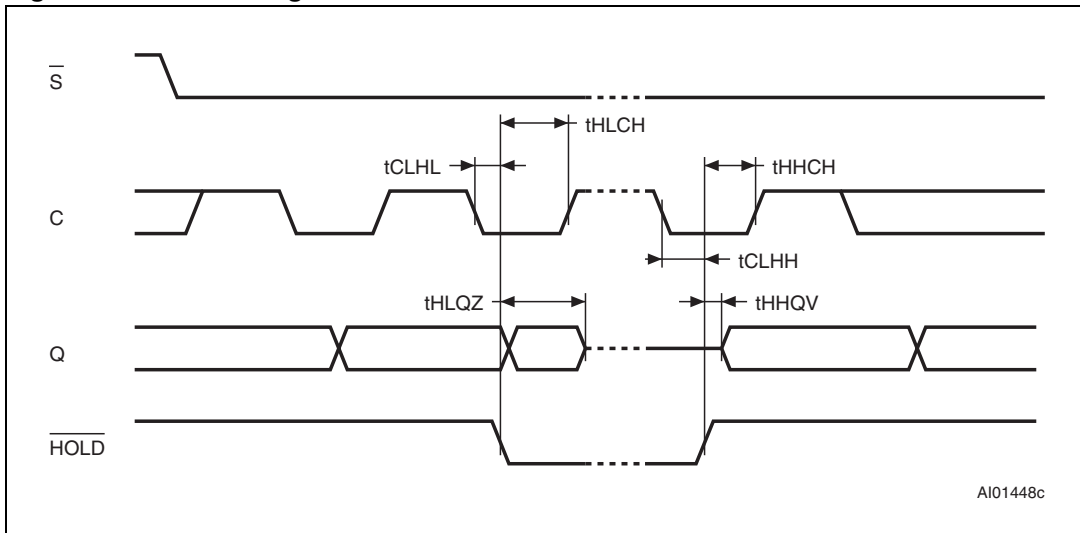 S
tHLCH
tCLHL
tHHCH
C
tCLHH
tHLQZ
tHHQV
Q
HOLD
AI01448c